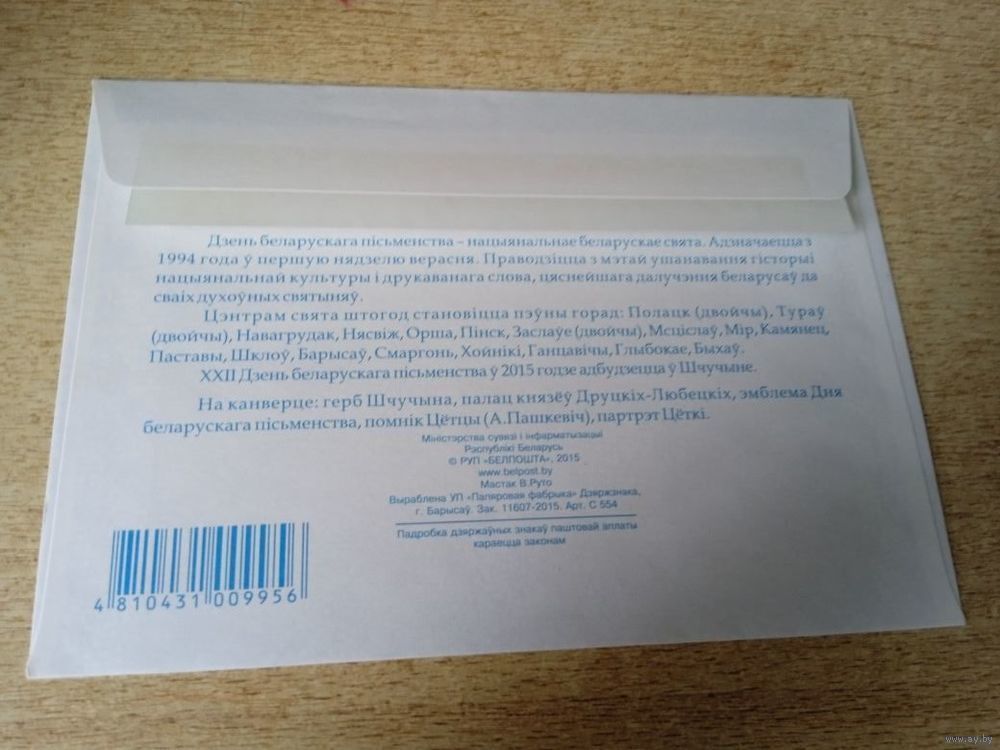 Дзень беларускага пісьменства – нацыянальнае беларускае свята. Адзначаецца з
1994 года ў першую нядзелю верасня. Праводзіцца з мэтай ушанавання гісторыі
нацыянальнай культуры і друкаванага слова, цяснейшага далучэння беларусаў да
сваіх духоўных святыняў.
Цэнтрам свята штогод становіцца пэўны горад: Полацк (двойчы), Тураў
(двойчы), Навагрудак, Нясвіж, Орша, Пінск, Заслаўе (двойчы), Мсціслаў, Мір, Камянец,
Паставы, Шклоў, Барысаў, Смаргонь, Хойнікі, Ганцавічы, Глыбокае, Быхаў.
XXII Дзень беларускага пісьменства ў 2015 годзе адбудзецца ў Шчучыне.
На канверце: герб Шчучына, палац князёў Друцкіх-Любецкіх, эмблема Дня
беларускага пісьменства, помнік Цётцы (А.Пашкевіч), партрэт Цёткі.
Міністэрства сувязі і інфарматызацыі
Рэспублікі Беларусь
© РУП «БЕЛПОШТА», 2015
www.belpost.by
Мастак В.Руто
Выраблена УП «Папяровая фабрыка» Дзяржзнака,
г. Барысаў. Зак. 11607-2015. Арт. С 554
Падробка дзяржаўных знакаў паштовай аплаты
караецца законам
4 810431 009956
www.ay.by